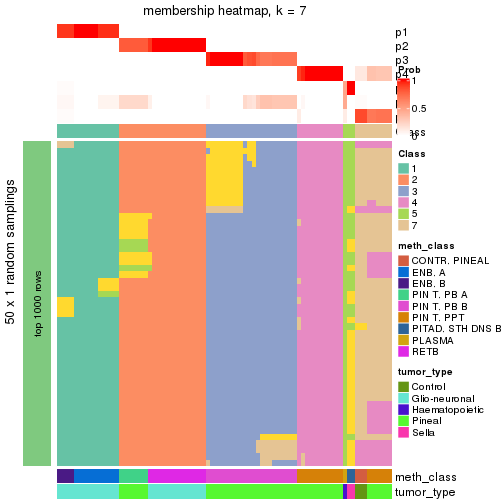 membership heatmap, k = 7
p1
p2
p3
p4
Prob
1
0.5
0
Class
1
2
3
4
5
7
meth_class
CONTR. PINEAL
ENB. A
ENB. B
PIN T. PB A
PIN T. PB B
PIN T. PPT
PITAD. STH DNS B
PLASMA
RETB
tumor_type
Control
Glio-neuronal
Haematopoietic
Pineal
Sella
50 x 1 random samplings
top 1000 rows
meth_class
tumor_type